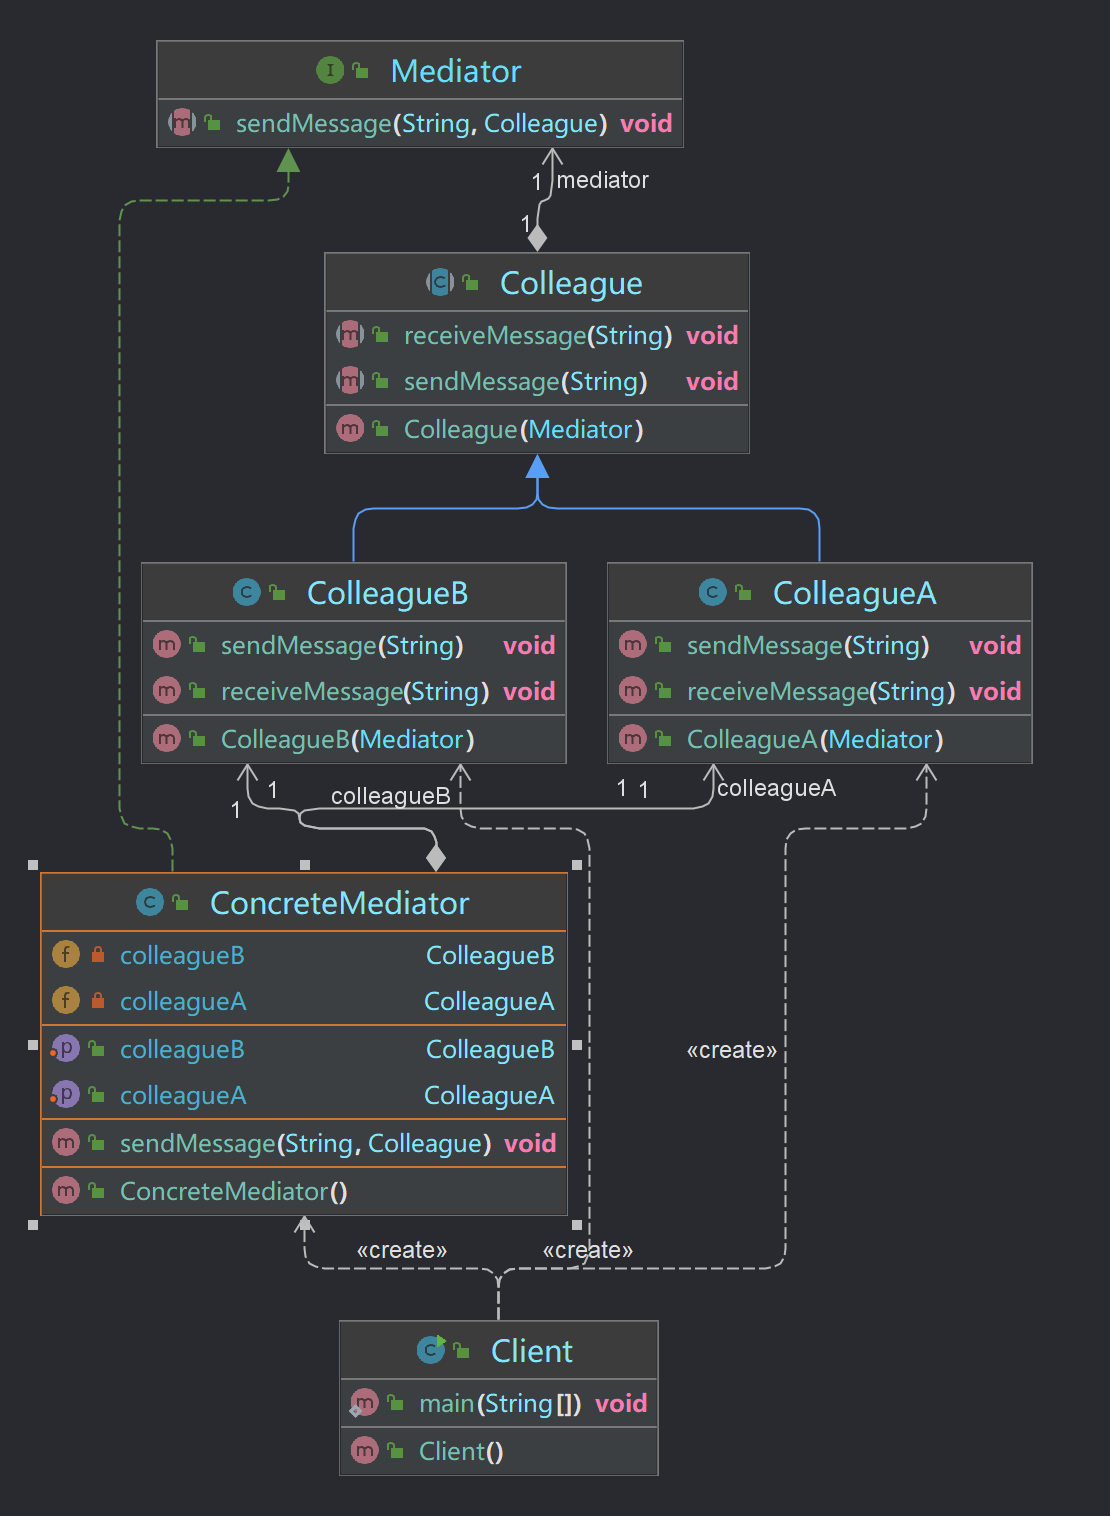 Mediator
sendMessage(String, Colleague) void
1 mediator
1
Colleague
receiveMessage(String) void
sendMessage(String) void
Colleague(Mediator)
ColleagueB
sendMessage(String) void
receiveMessage(String) void
ColleagueB(Mediator)
ColleagueA
sendMessage(String) void
receiveMessage(String) void
ColleagueA(Mediator)
1 1 colleagueB 1 1 colleagueA
ConcreteMediator
colleagueB ColleagueB
colleagueA ColleagueA
colleagueB ColleagueB
colleagueA ColleagueA
sendMessage(String, Colleague) void
ConcreteMediator()
«create»
«create» «create»
Client
main(String[]) void
Client()